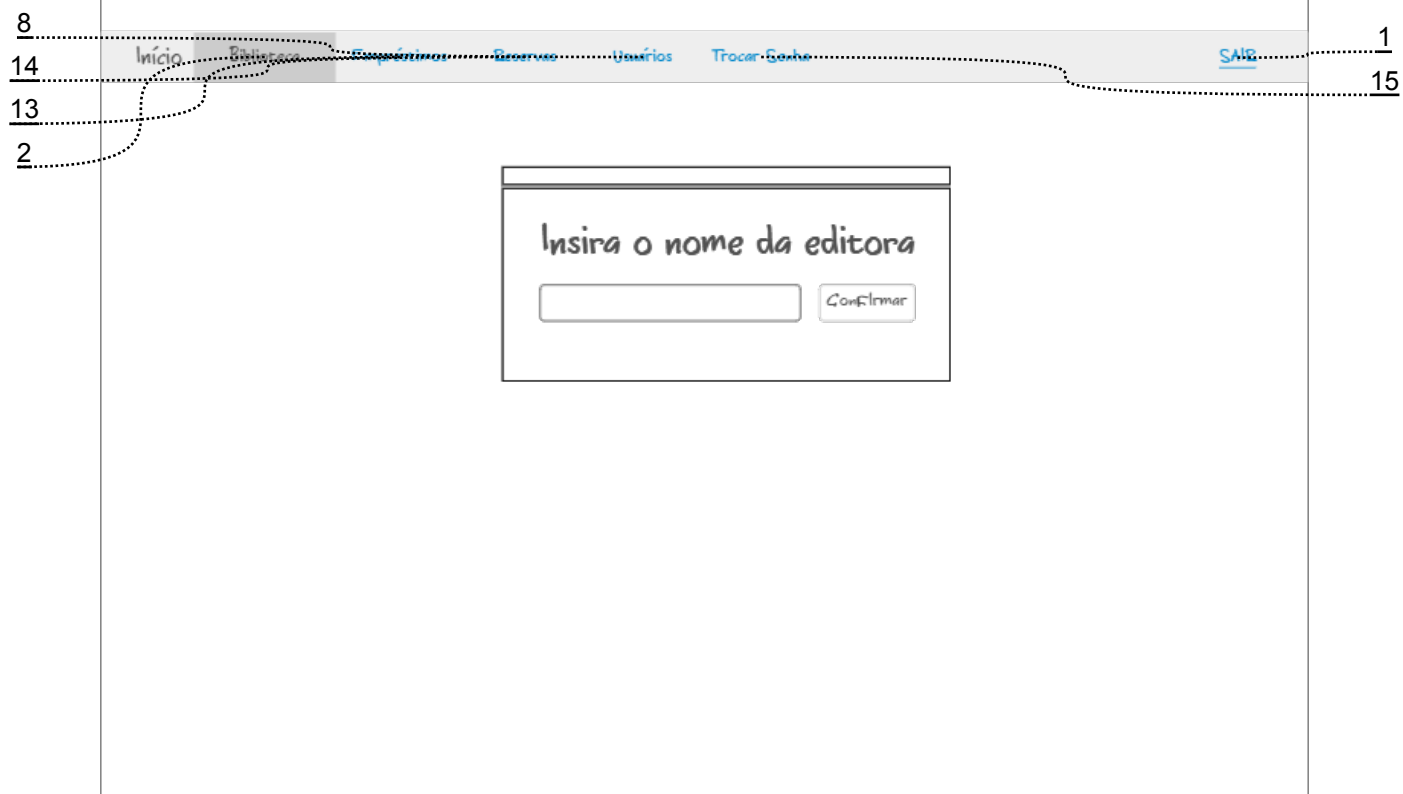 8
1
Início Biblioteca Empréstimos Reservas Usuários Trocar Senha SAIR
14
15
13
2
Insira o nome da editora
Confirmar